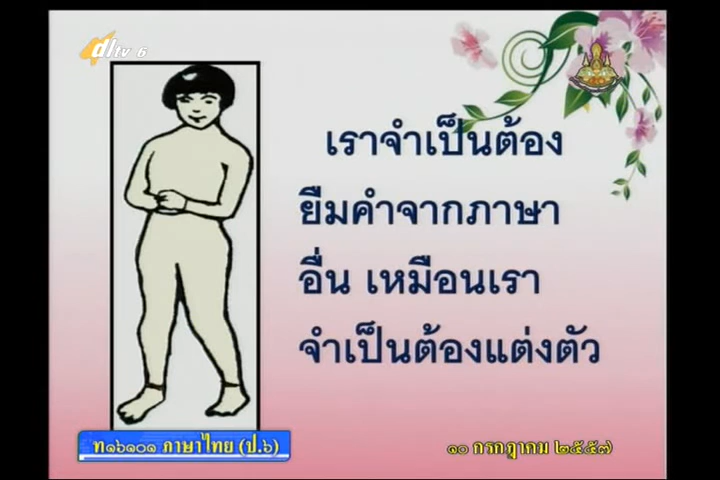 dltv 6
เราจำเป็นต้อง
ยืมคำจากภาษา
อื่น เหมือนเรา
จำเป็นต้องแต่งตัว
ท๑๖๑๐๑ ภาษาไทย (ป.๖)
๑๐ กรกฎาคม ๒๕๕๗